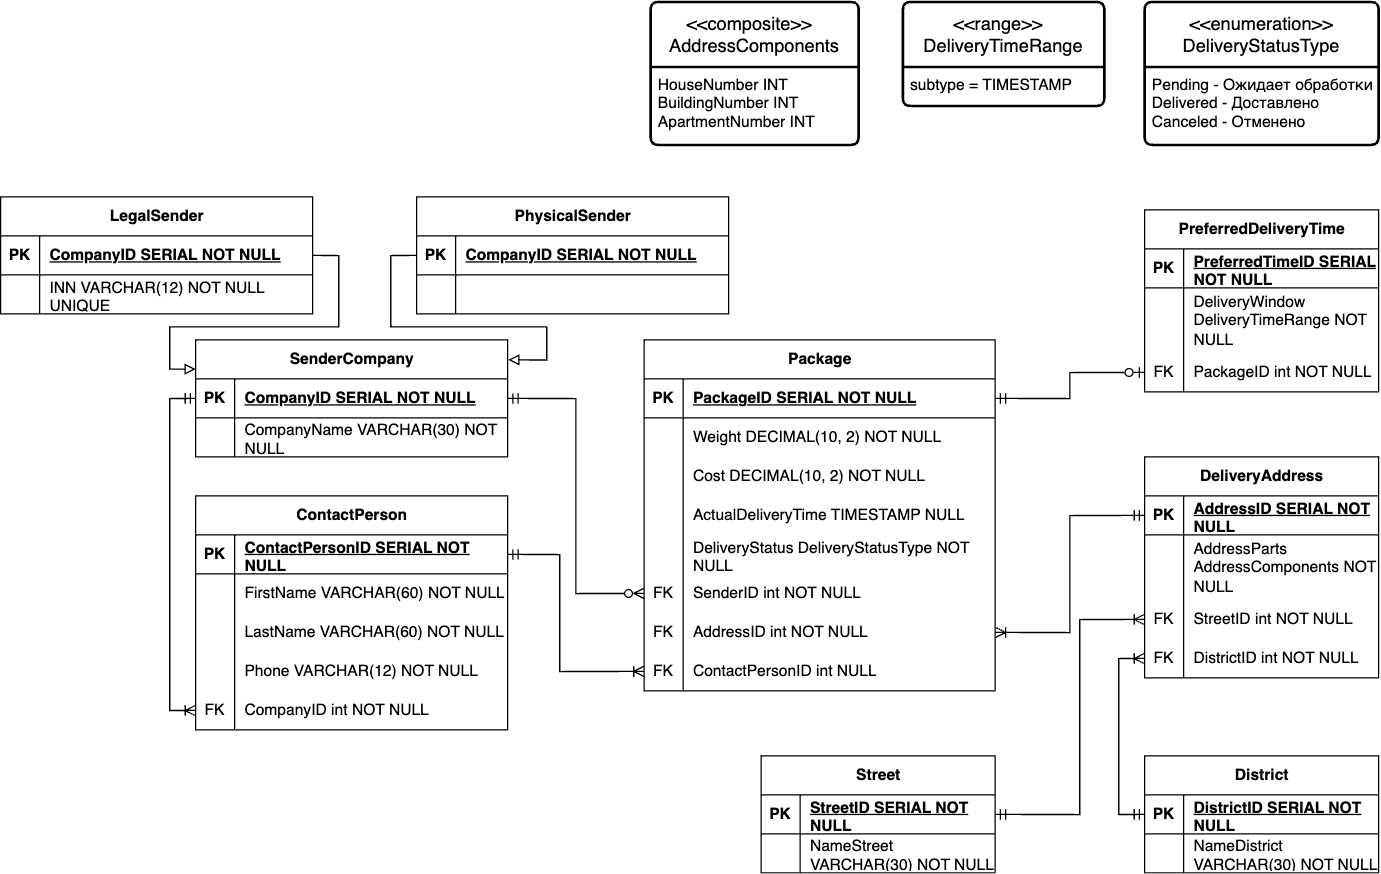 <<composite>>
AddressComponents
HouseNumber INT
BuildingNumber INT
ApartmentNumber INT
<<range>>
DeliveryTimeRange
subtype = TIMESTAMP
<<enumeration>>
DeliveryStatusType
Pending - Ожидает обработки
Delivered - Доставлено
Canceled - Отменено
LegalSender
PK
CompanyID SERIAL NOT NULL
INN VARCHAR(12) NOT NULL
UNIQUE
PhysicalSender
PK
CompanyID SERIAL NOT NULL
PreferredDeliveryTime
PK
PreferredTimeID SERIAL
NOT NULL
DeliveryWindow
DeliveryTimeRange NOT
NULL
FK
PackageID int NOT NULL
SenderCompany
PK
CompanyID SERIAL NOT NULL
CompanyName VARCHAR(30) NOT
NULL
Package
PK
PackageID SERIAL NOT NULL
Weight DECIMAL(10, 2) NOT NULL
Cost DECIMAL(10, 2) NOT NULL
ActualDeliveryTime TIMESTAMP NULL
DeliveryStatus DeliveryStatusType NOT
NULL
FK
SenderID int NOT NULL
FK
AddressID int NOT NULL
FK
ContactPersonID int NULL
DeliveryAddress
PK
AddressID SERIAL NOT
NULL
AddressParts
AddressComponents NOT
NULL
FK
StreetID int NOT NULL
FK
DistrictID int NOT NULL
ContactPerson
PK
ContactPersonID SERIAL NOT
NULL
FirstName VARCHAR(60) NOT NULL
LastName VARCHAR(60) NOT NULL
Phone VARCHAR(12) NOT NULL
FK
CompanyID int NOT NULL
Street
PK
StreetID SERIAL NOT
NULL
NameStreet
VARCHAR(30) NOT NULL
District
PK
DistrictID SERIAL NOT
NULL
NameDistrict
VARCHAR(30) NOT NULL